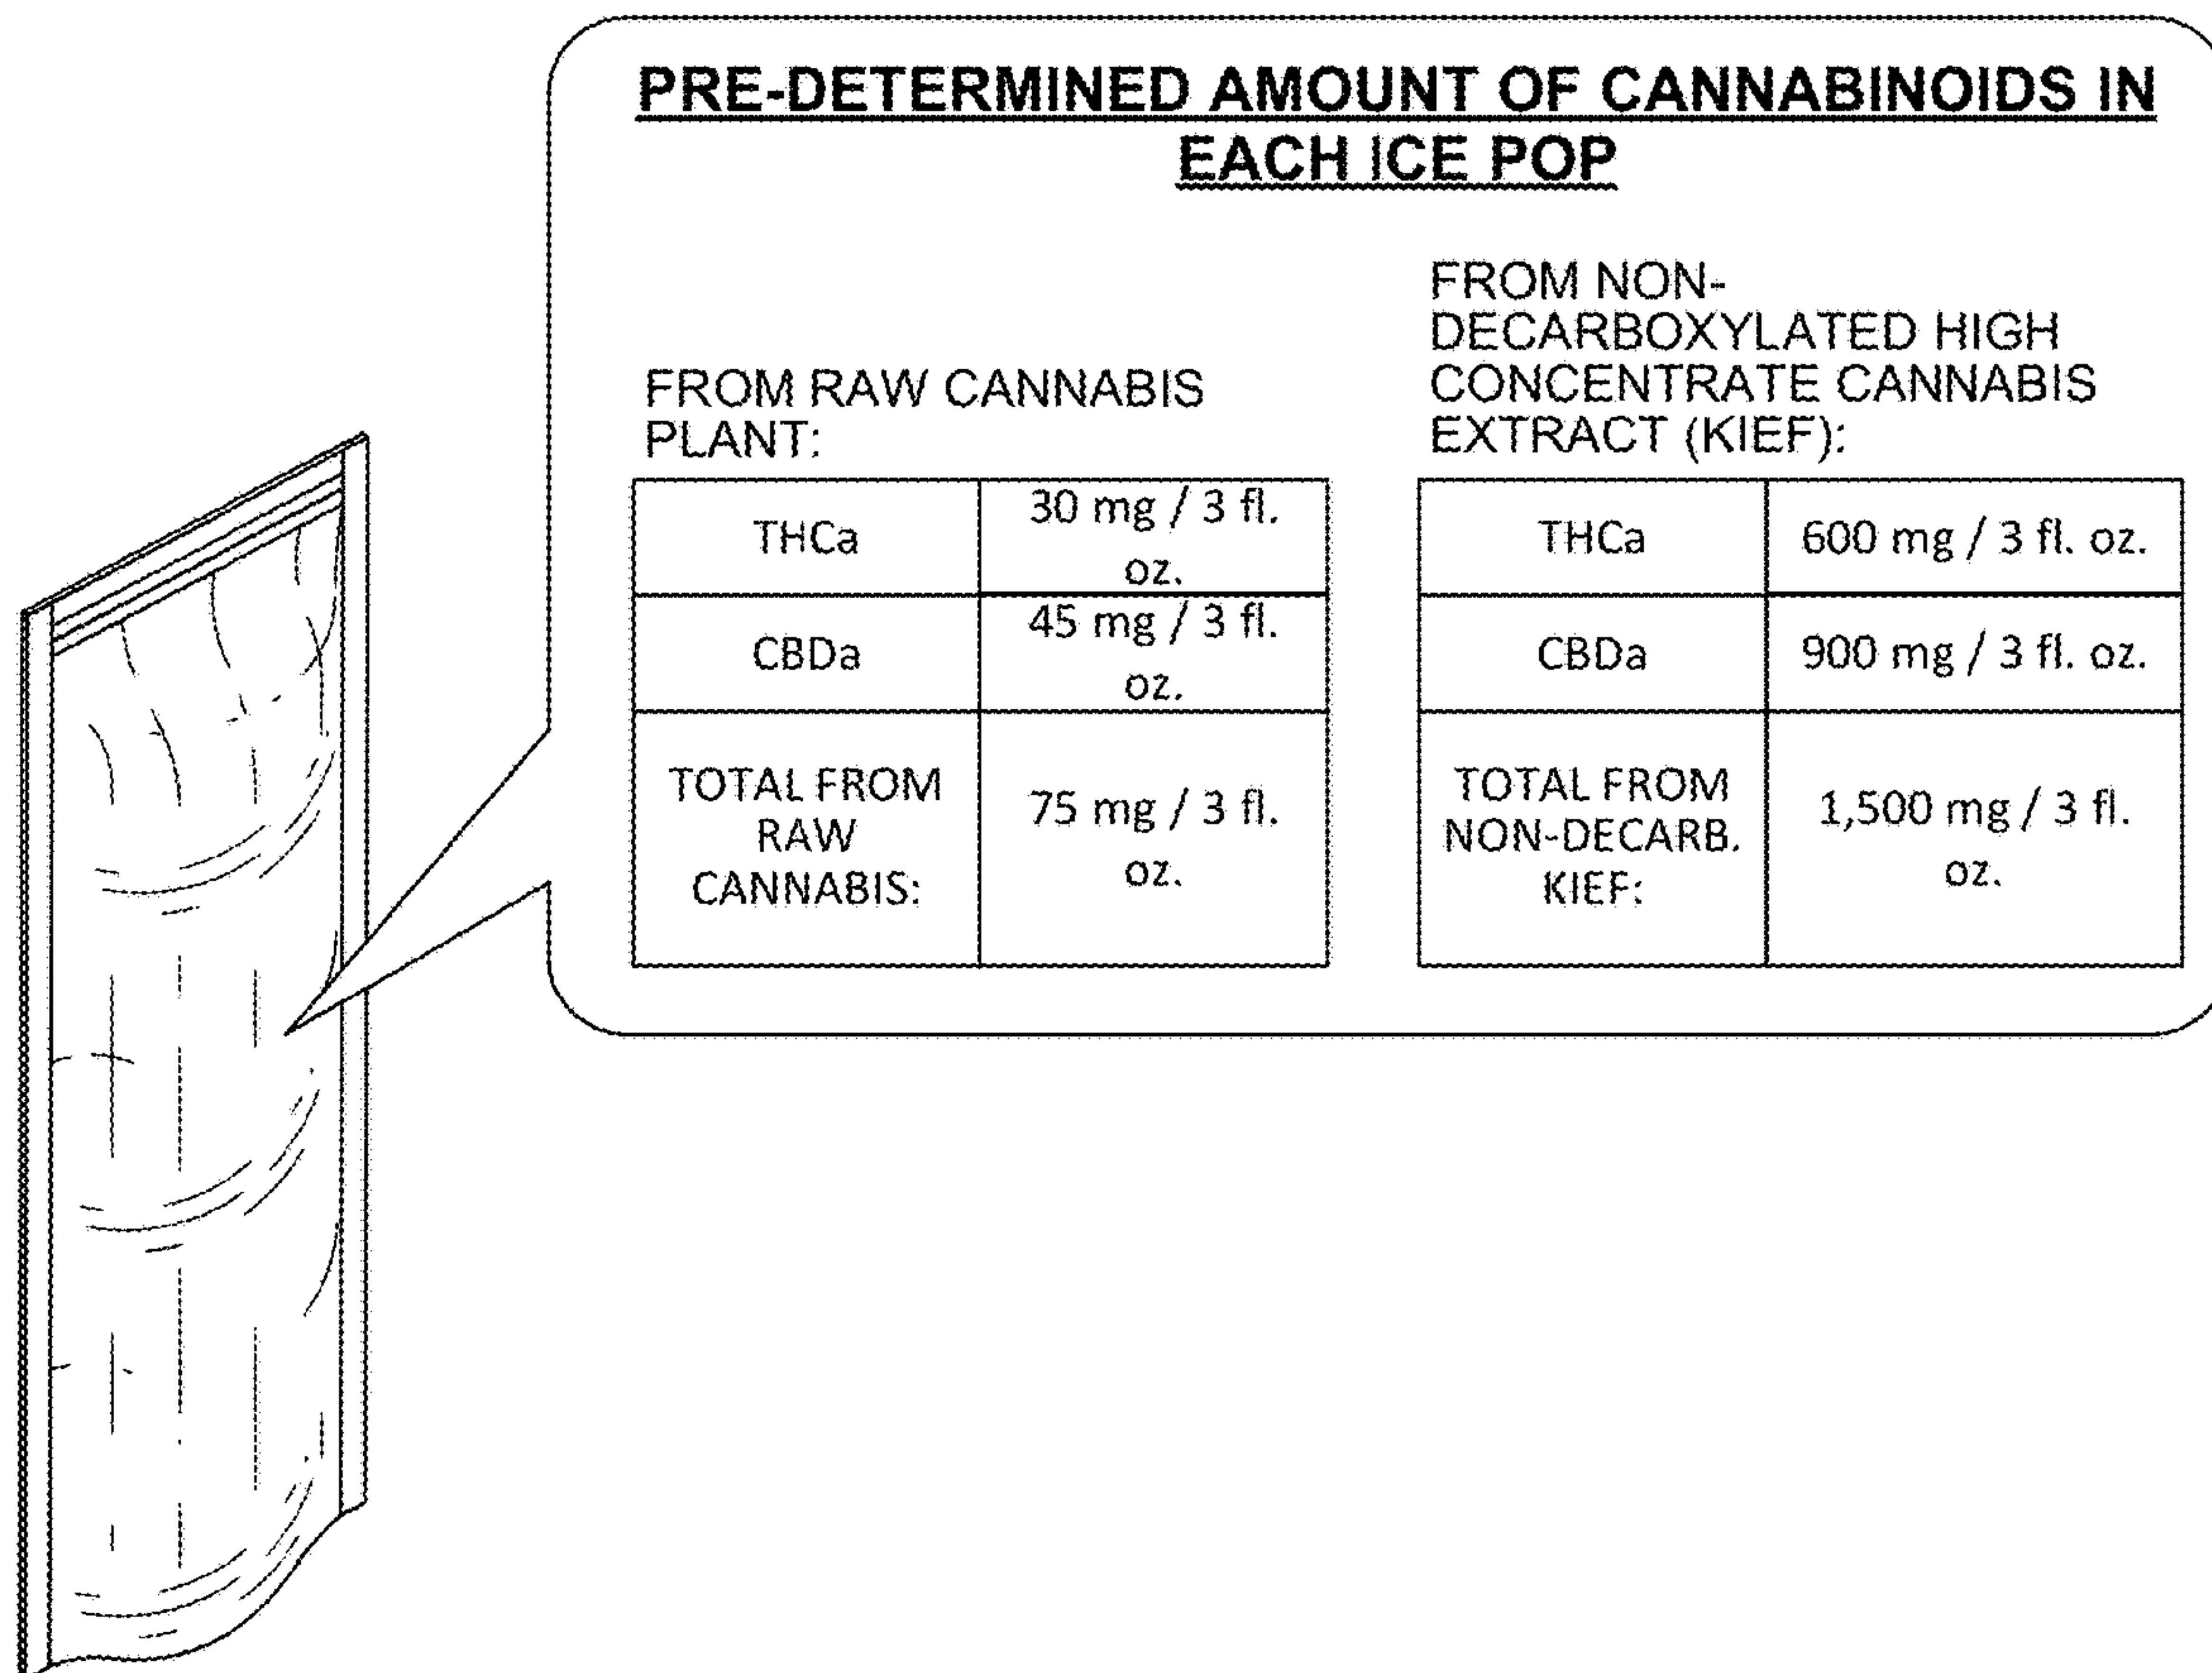 PRE-DETERMINED AMOUNT OF CANNABINOIDS IN
EACH ICE POP
FROM RAW CANNABIS
PLANT:
THCa
30 mg / 3 fl.
oz.
CBDa
45 mg / 3 fl.
oz.
TOTAL FROM
RAW
CANNABIS:
75 mg / 3 fl.
oz.
FROM NON-
DECARBOXYLATED HIGH
CONCENTRATE CANNABIS
EXTRACT (KIEF):
THCa
600 mg / 3 fl. oz.
CBDa
900 mg / 3 fl. oz.
TOTAL FROM
NON-DECARB.
KIEF:
1,500 mg / 3 fl.
oz.